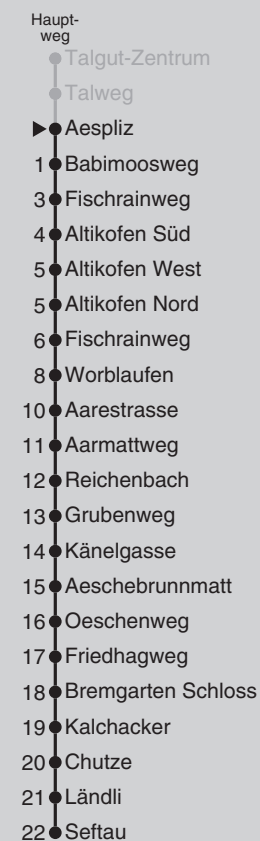 Haupt-
weg
Talgut-Zentrum
Talweg
Aespliz
1 Babimoosweg
3 Fischrainweg
4 Altikofen Süd
5 Altikofen West
5 Altikofen Nord
6 Fischrainweg
8 Worblaufen
10 Aarestrasse
11 Aarmattweg
12 Reichenbach
13 Grubenweg
14 Känelgasse
15 Aeschebrunnmatt
16 Oeschenweg
17 Friedhagweg
18 Bremgarten Schloss
19 Kalchacker
20 Chutze
21 Ländli
22 Seftau